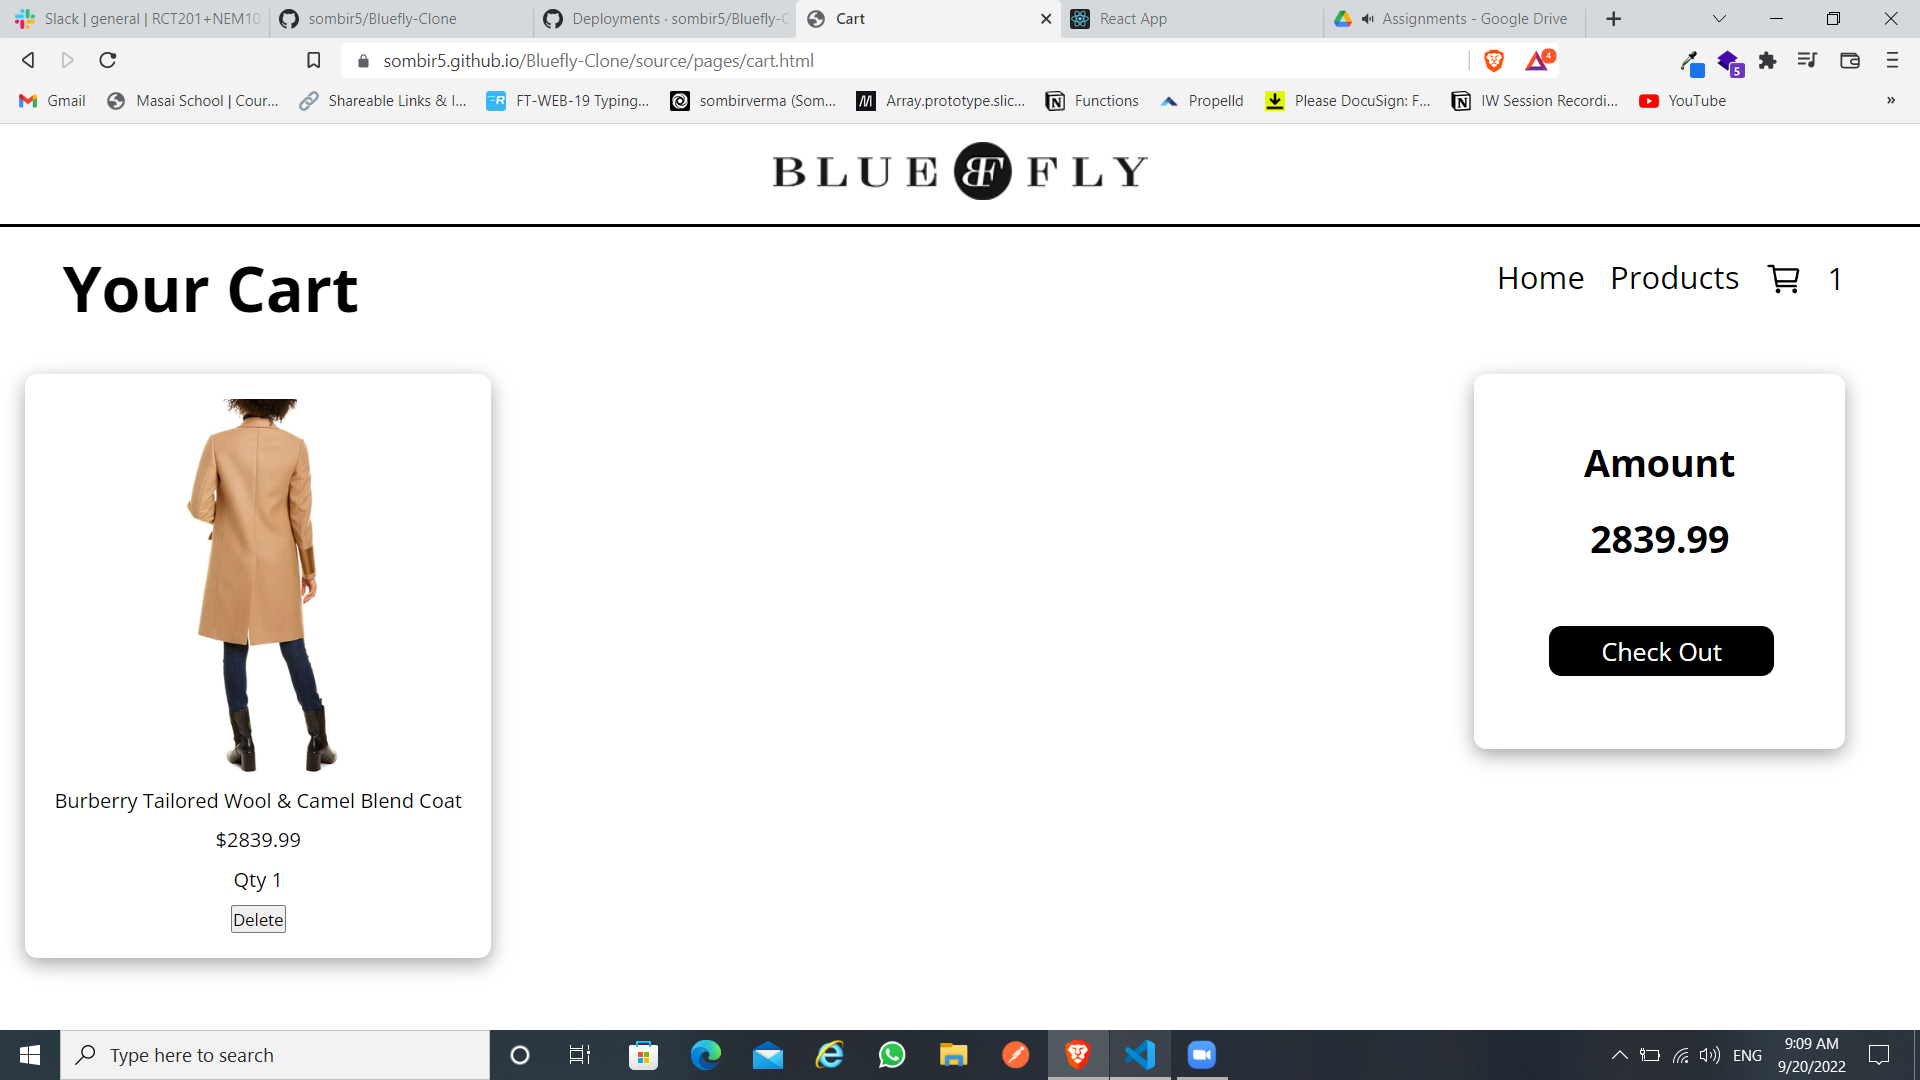 Slack | general | RCT201+NEM10
sombir5/Bluefly-Clone
Deployments · sombir5/Bluefly-C
Cart
React App
Assignments - Google Drive
sombir5.github.io/Bluefly-Clone/source/pages/cart.html
4
5
Gmail
Masai School | Cour...
Shareable Links & I...
FT-WEB-19 Typing...
sombirverma (Som...
Array.prototype.slic...
Functions
Propelld
Please DocuSign: F...
IW Session Recordi...
YouTube
»
BLUE BF FLY
Your Cart
Home
Products
1
Amount
2839.99
Check Out
Burberry Tailored Wool & Camel Blend Coat
$2839.99
Qty 1
Delete
Type here to search
ENG
9:09 AM
9/20/2022